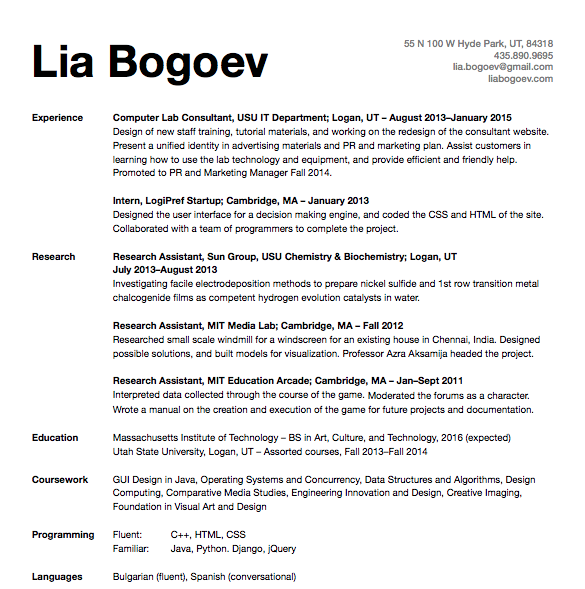 Lia Bogoev
55 N 100 W Hyde Park, UT, 84318
435.890.9695
lia.bogoev@gmail.com
liabogoev.com
Experience
Computer Lab Consultant, USU IT Department; Logan, UT – August 2013–January 2015
Design of new staff training, tutorial materials, and working on the redesign of the consultant website.
Present a unified identity in advertising materials and PR and marketing plan. Assist customers in
learning how to use the lab technology and equipment, and provide efficient and friendly help.
Promoted to PR and Marketing Manager Fall 2014.
Intern, LogiPref Startup; Cambridge, MA – January 2013
Designed the user interface for a decision making engine, and coded the CSS and HTML of the site.
Collaborated with a team of programmers to complete the project.
Research
Research Assistant, Sun Group, USU Chemistry & Biochemistry; Logan, UT
July 2013–August 2013
Investigating facile electrodeposition methods to prepare nickel sulfide and 1st row transition metal
chalcogenide films as competent hydrogen evolution catalysts in water.
Research Assistant, MIT Media Lab; Cambridge, MA – Fall 2012
Researched small scale windmill for a windscreen for an existing house in Chennai, India. Designed
possible solutions, and built models for visualization. Professor Azra Aksamija headed the project.
Research Assistant, MIT Education Arcade; Cambridge, MA – Jan–Sept 2011
Interpreted data collected through the course of the game. Moderated the forums as a character.
Wrote a manual on the creation and execution of the game for future projects and documentation.
Education
Massachusetts Institute of Technology – BS in Art, Culture, and Technology, 2016 (expected)
Utah State University, Logan, UT – Assorted courses, Fall 2013–Fall 2014
Coursework
GUI Design in Java, Operating Systems and Concurrency, Data Structures and Algorithms, Design
Computing, Comparative Media Studies, Engineering Innovation and Design, Creative Imaging,
Foundation in Visual Art and Design
Programming
Fluent: C++, HTML, CSS
Familiar: Java, Python. Django, jQuery
Languages
Bulgarian (fluent), Spanish (conversational)